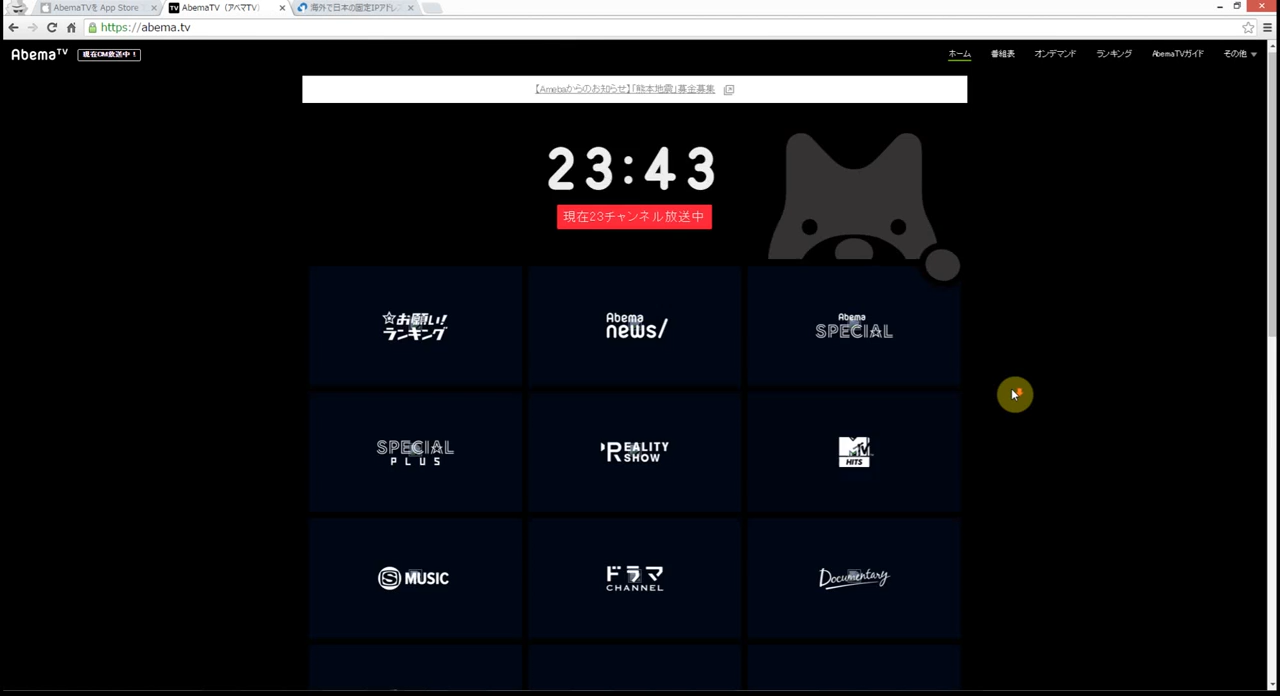 AbemaTVを App Store
AbemaTV（アベマTV）
海外で日本の固定IPアドレ
https://abema.tv
AbemaTV
現在CM放送中！
ホーム
番組表
オンデマンド
ランキング
AbemaTVガイド
その他
【Amebaからのお知らせ】「熊本地震」募金募集
23:43
現在23チャンネル放送中
お願い!
ランキング
Abema
news/
Abema
SPECIAL
SPECIAL
PLUS
REALITY
SHOW
MTV
HITS
S MUSIC
ドラマ
CHANNEL
Documentary